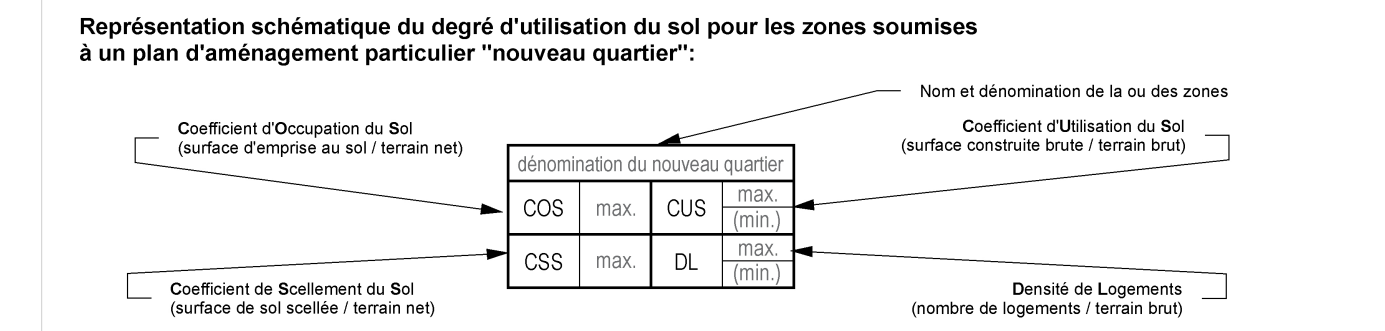 Représentation schématique du degré d'utilisation du sol pour les zones soumises
à un plan d'aménagement particulier "nouveau quartier":
Nom et dénomination de la ou des zones
Coefficient d'Occupation du Sol
(surface d'emprise au sol / terrain net)
Coefficient d'Utilisation du Sol
(surface construite brute / terrain brut)
dénomination du nouveau quartier
COS max. CUS max.
(min.)
CSS max. DL max.
(min.)
Coefficient de Scellement du Sol
(surface de sol scellée / terrain net)
Densité de Logements
(nombre de logements / terrain brut)